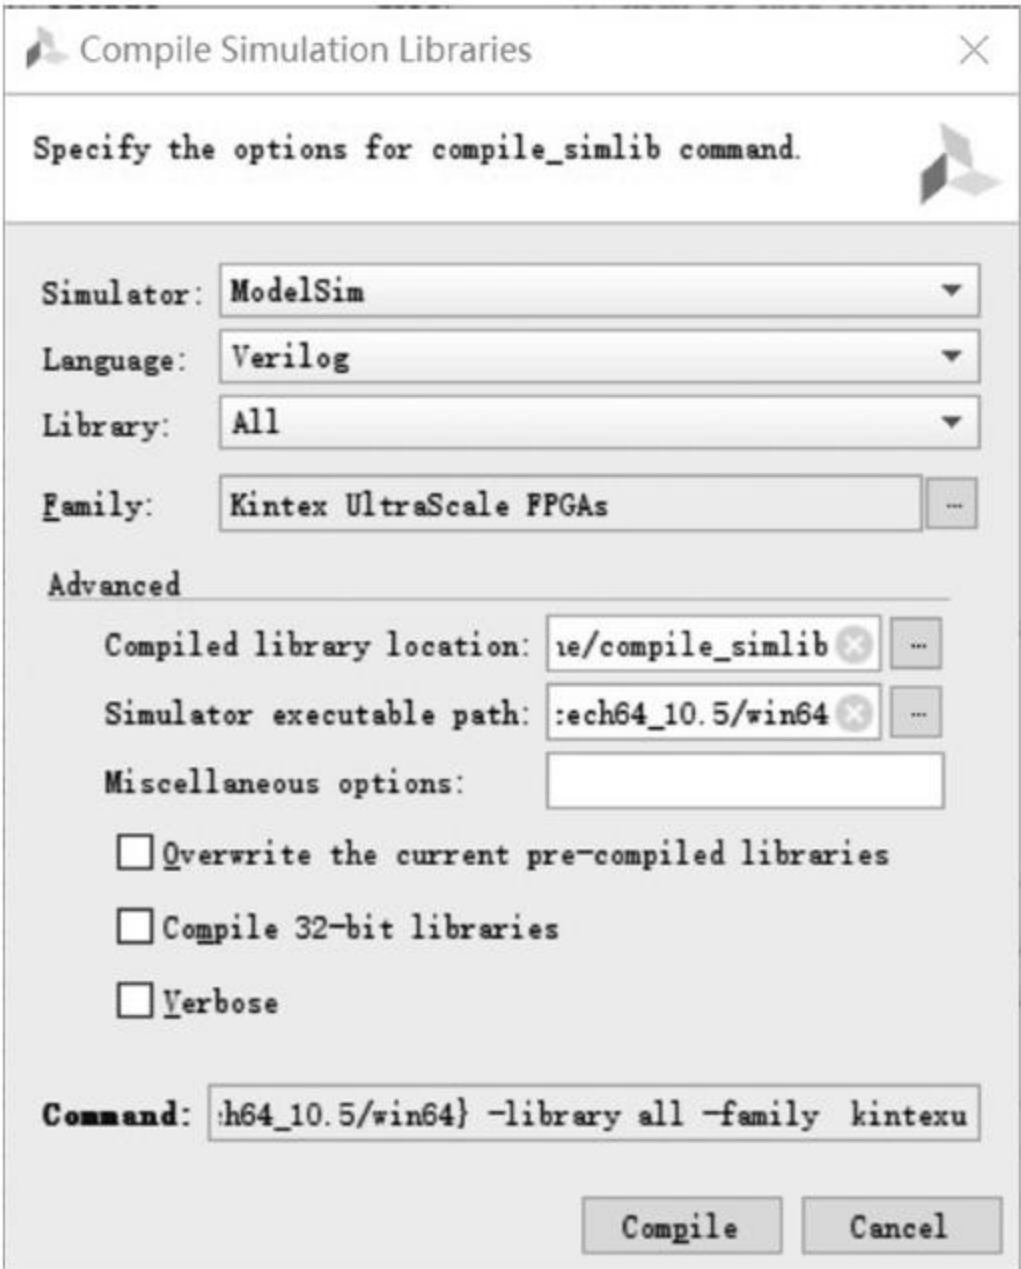 Compile Simulation Libraries
Specify the options for compile_simlib command.
Simulator: ModelSim
Language: Verilog
Library: All
Family: Kintex UltraScale FPGAs ...
Advanced
Compiled library location: e/compile_simlib ...
Simulator executable path: tech64_10.5/win64 ...
Miscellaneous options:
Overwrite the current pre-compiled libraries
Compile 32-bit libraries
Verbose
Command: h64_10.5/win64} -library all -family kintexu
Compile Cancel